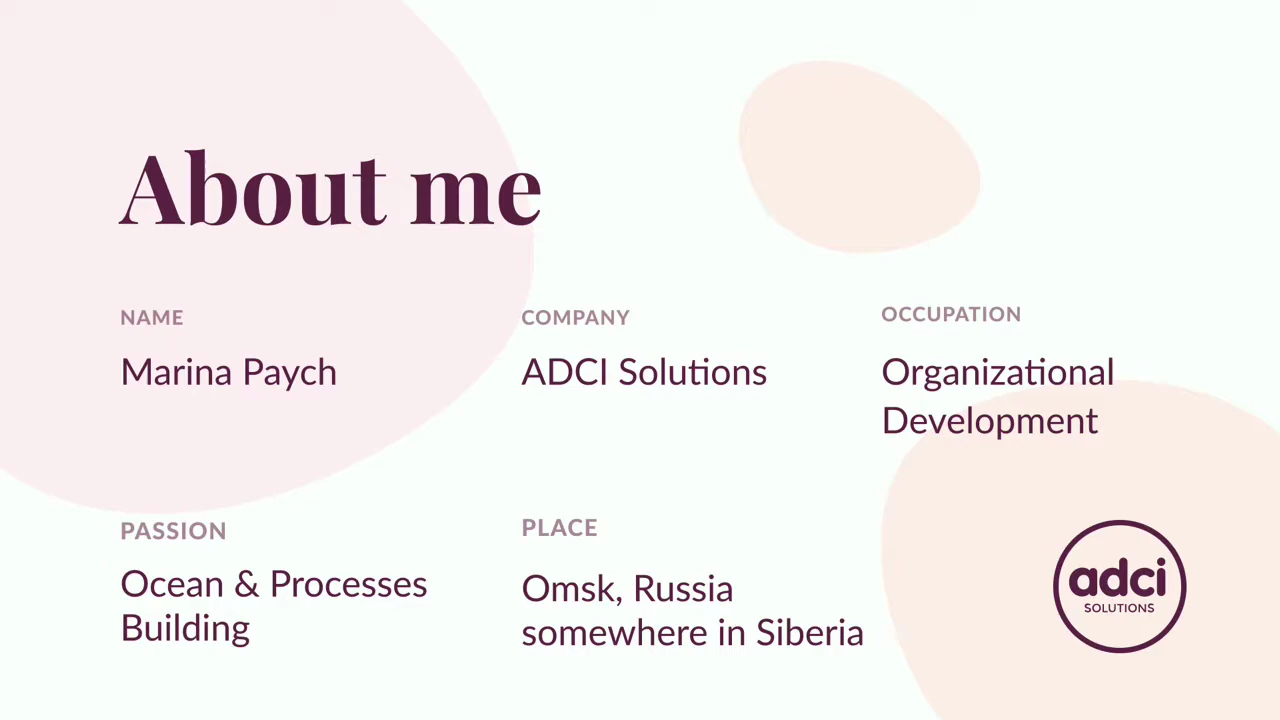 About me
NAME
Marina Paych
COMPANY
ADCI Solutions
OCCUPATION
Organizational
Development
PASSION
Ocean & Processes
Building
PLACE
Omsk, Russia
somewhere in Siberia
adci
SOLUTIONS